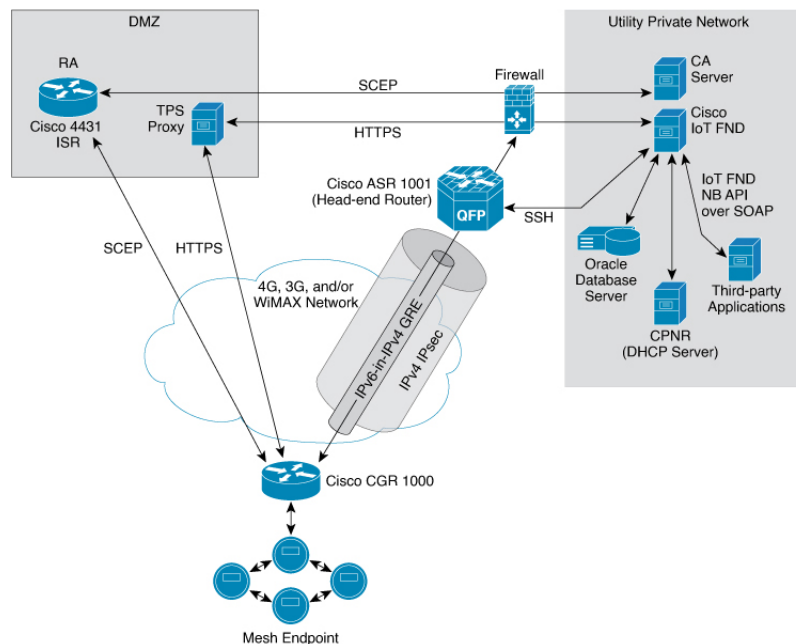 DMZ
Utility Private Network
RA
Cisco 4431
ISR
TPS
Proxy
SCEP
HTTPS
Firewall
CA
Server
Cisco
IoT FND
Cisco ASR 1001
(Head-end Router)
QFP
SSH
IoT FND
NB API
over SOAP
Oracle
Database
Server
Third-party
Applications
CPNR
(DHCP Server)
SCEP
HTTPS
4G, 3G, and/or
WiMAX Network
IPv6-in-IPv4 GRE
IPv4 IPsec
Cisco CGR 1000
Mesh Endpoint